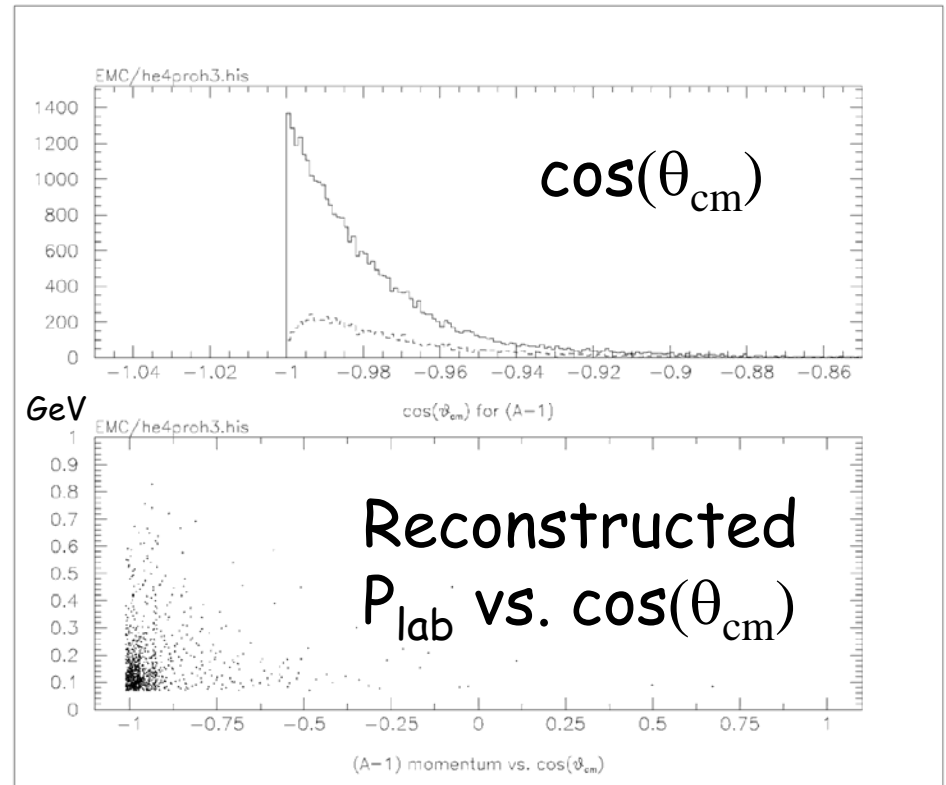 EMC/he4proh3.his
1400
1200
1000
800
600
400
200
0
cos(θcm)
−1.04 −1.02 −1 −0.98 −0.96 −0.94 −0.92 −0.9 −0.88 −0.86
cos(ϑcm) for (A−1)
GeV
EMC/he4proh3.his
1
0.9
0.8
0.7
0.6
0.5
0.4
0.3
0.2
0.1
0
Reconstructed
Plab vs. cos(θcm)
−1 −0.75 −0.5 −0.25 0 0.25 0.5 0.75 1
(A−1) momentum vs. cos(ϑcm)